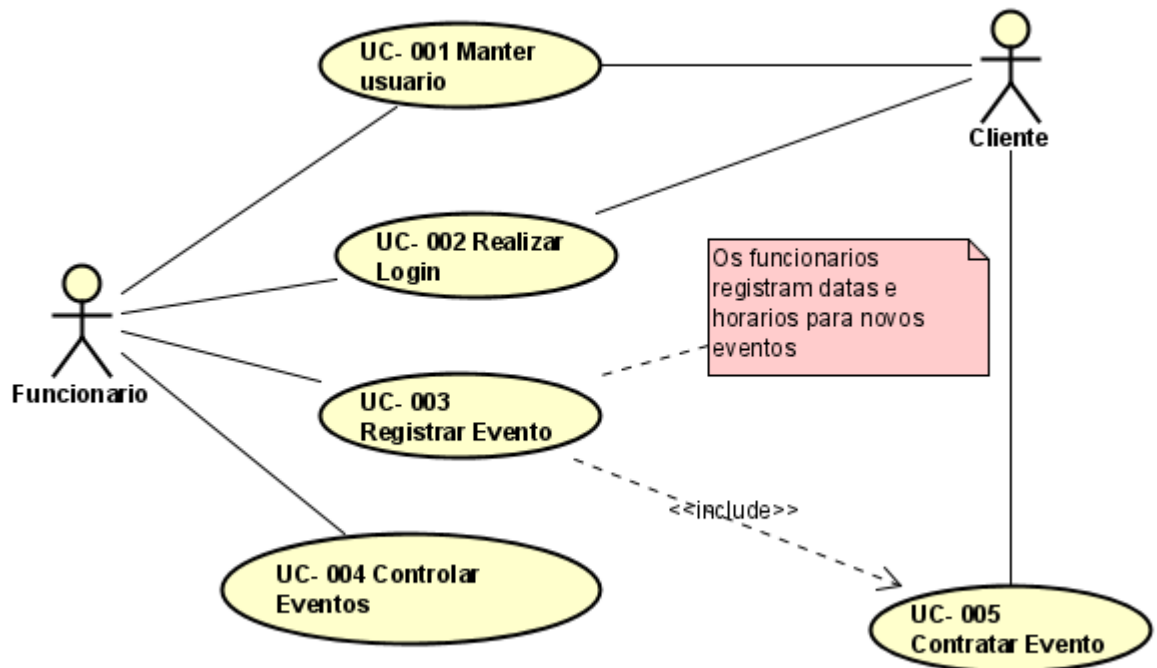 UC- 001 Manter
usuario
Cliente
UC- 002 Realizar
Login
Os funcionarios
registram datas e
horarios para novos
eventos
Funcionario
UC- 003
Registrar Evento
<<include>>
UC- 004 Controlar
Eventos
UC- 005
Contratar Evento